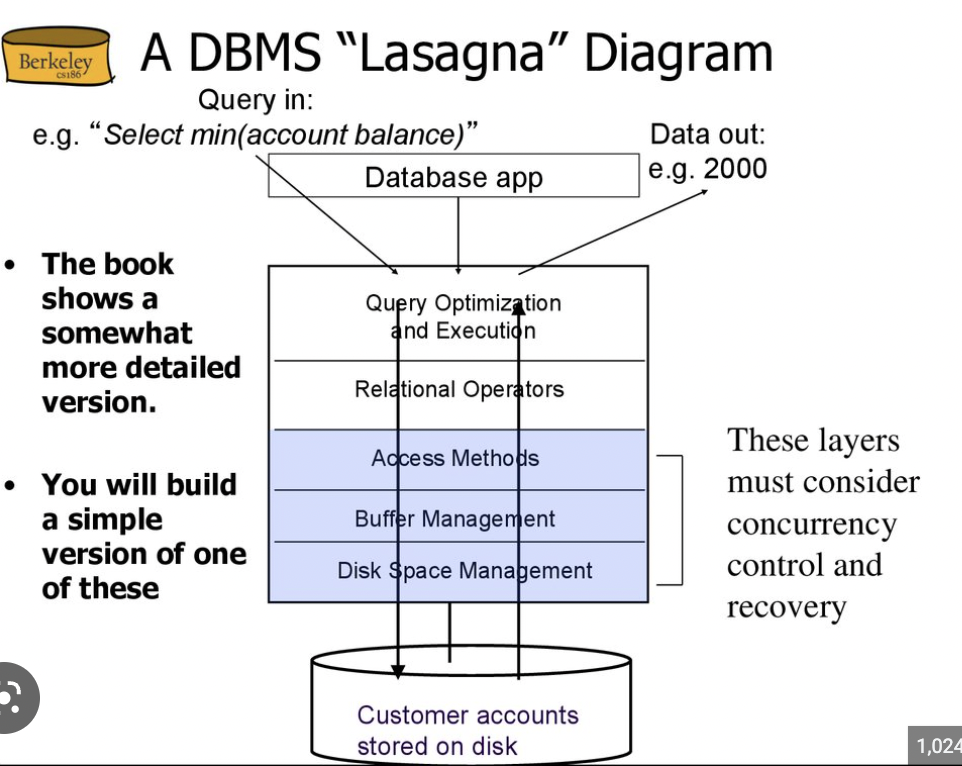 Berkeley
cs186
A DBMS “Lasagna” Diagram
Query in:
e.g. “Select min(account balance)”
Data out:
e.g. 2000
Database app
• The book
shows a
somewhat
more detailed
version.
• You will build
a simple
version of one
of these
Query Optimization
and Execution
Relational Operators
Access Methods
Buffer Management
Disk Space Management
These layers
must consider
concurrency
control and
recovery
Customer accounts
stored on disk
1,024